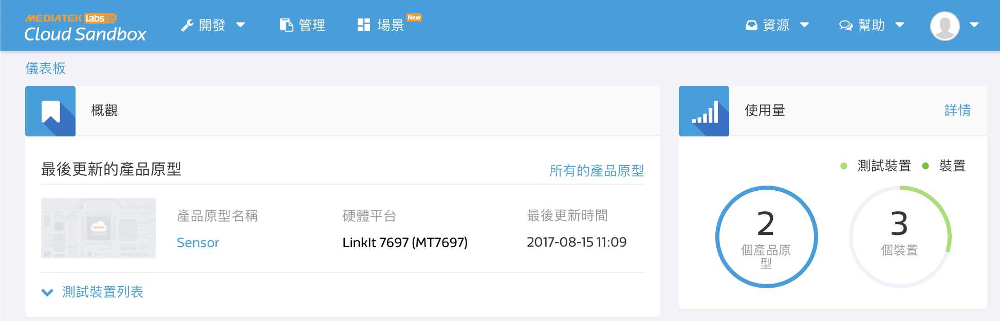 MEDIATEK labs
Cloud Sandbox
開發
管理
場景 New
資源
幫助
儀表板
概觀
最後更新的產品原型
所有的產品原型
產品原型名稱
硬體平台
最後更新時間
Sensor
LinkIt 7697 (MT7697)
2017-08-15 11:09
測試裝置列表
使用量
詳情
測試裝置
裝置
2
個產品原
型
3
個裝置